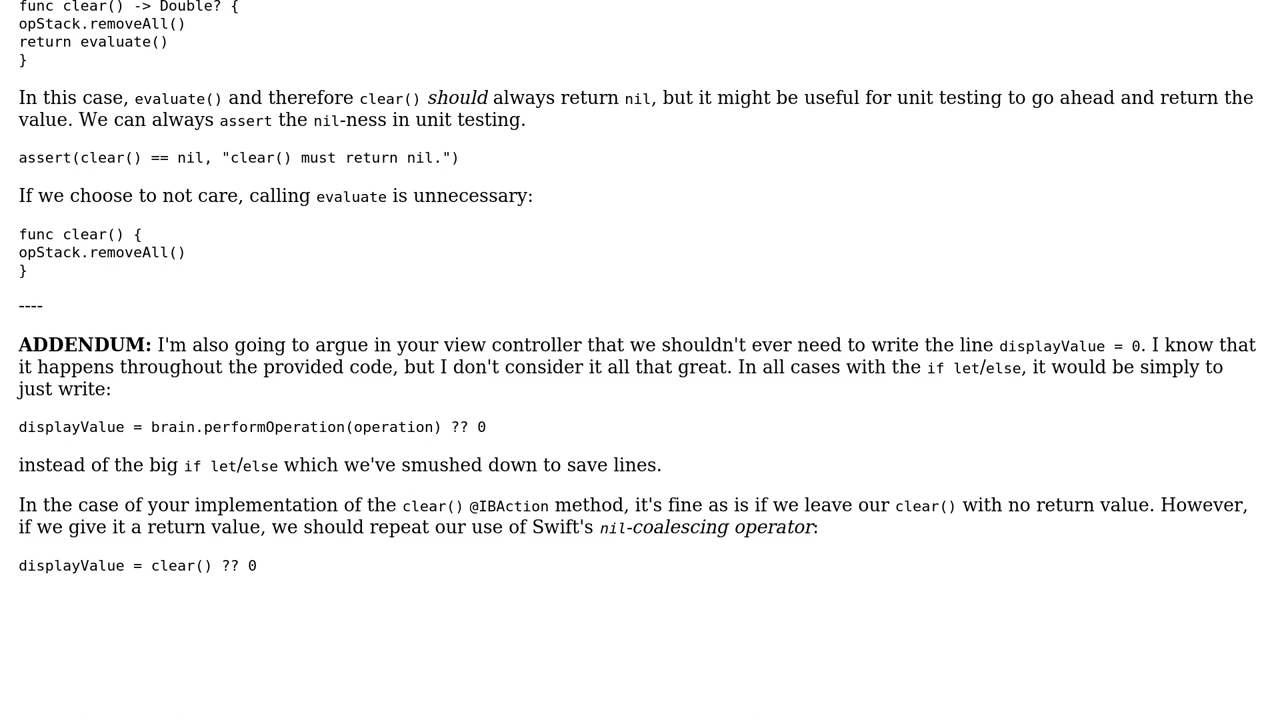 func clear() -> Double? {
opStack.removeAll()
return evaluate()
}
In this case, evaluate() and therefore clear() should always return nil, but it might be useful for unit testing to go ahead and return the
value. We can always assert the nil-ness in unit testing.
assert(clear() == nil, "clear() must return nil.")
If we choose to not care, calling evaluate is unnecessary:
func clear() {
opStack.removeAll()
}
----
ADDENDUM: I'm also going to argue in your view controller that we shouldn't ever need to write the line displayValue = 0. I know that
it happens throughout the provided code, but I don't consider it all that great. In all cases with the if let/else, it would be simply to
just write:
displayValue = brain.performOperation(operation) ?? 0
instead of the big if let/else which we've smushed down to save lines.
In the case of your implementation of the clear() @IBAction method, it's fine as is if we leave our clear() with no return value. However,
if we give it a return value, we should repeat our use of Swift's nil-coalescing operator:
displayValue = clear() ?? 0